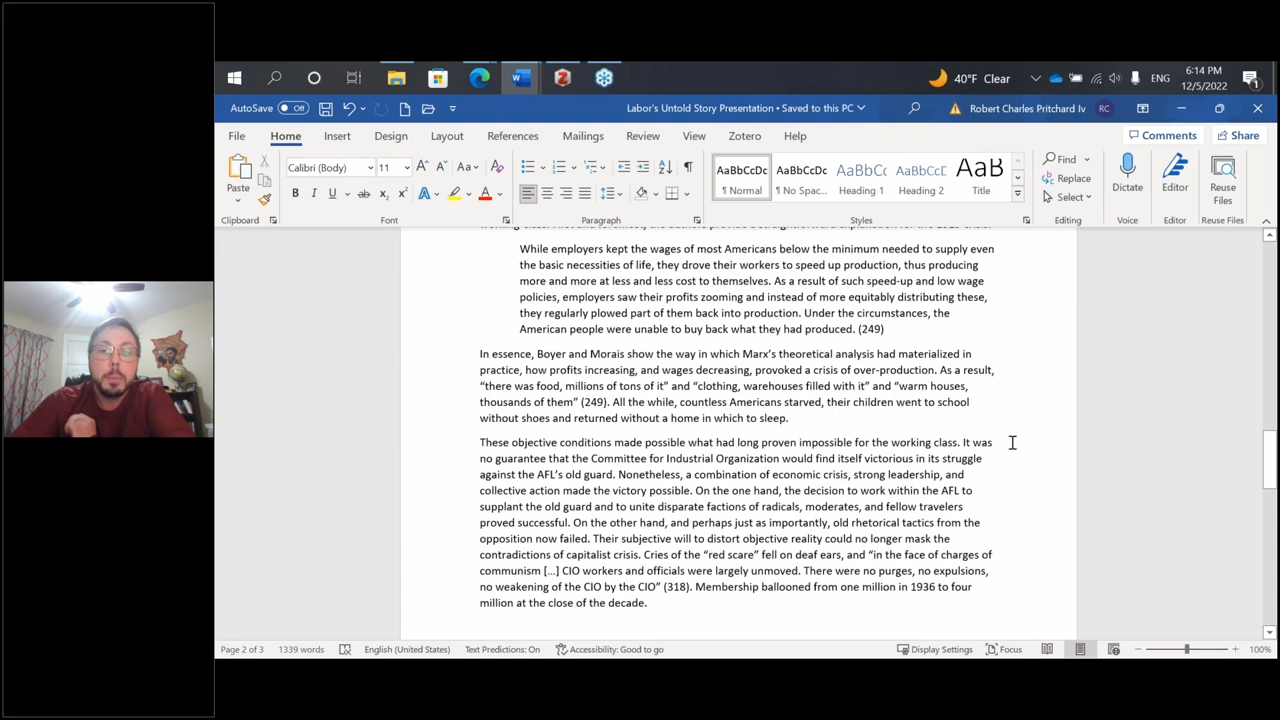 40°F Clear
ENG
6:14 PM
12/5/2022
AutoSave
Off
Labor's Untold Story Presentation • Saved to this PC
Robert Charles Pritchard Iv
RC
File
Home
Insert
Design
Layout
References
Mailings
Review
View
Zotero
Help
Comments
Share
Paste
Clipboard
Calibri (Body)
11
Font
Paragraph
AaBbCcDc
¶ Normal
AaBbCcDc
¶ No Spac...
AaBbCc
Heading 1
AaBbCcD
Heading 2
AaB
Title
Styles
Find
Replace
Select
Editing
Dictate
Voice
Editor
Editor
Reuse
Files
Reuse Files
While employers kept the wages of most Americans below the minimum needed to supply even
the basic necessities of life, they drove their workers to speed up production, thus producing
more and more at less and less cost to themselves. As a result of such speed-up and low wage
policies, employers saw their profits zooming and instead of more equitably distributing these,
they regularly plowed part of them back into production. Under the circumstances, the
American people were unable to buy back what they had produced. (249)
In essence, Boyer and Morais show the way in which Marx's theoretical analysis had materialized in
practice, how profits increasing, and wages decreasing, provoked a crisis of over-production. As a result,
“there was food, millions of tons of it” and “clothing, warehouses filled with it” and “warm houses,
thousands of them” (249). All the while, countless Americans starved, their children went to school
without shoes and returned without a home in which to sleep.
These objective conditions made possible what had long proven impossible for the working class. It was
no guarantee that the Committee for Industrial Organization would find itself victorious in its struggle
against the AFL's old guard. Nonetheless, a combination of economic crisis, strong leadership, and
collective action made the victory possible. On the one hand, the decision to work within the AFL to
supplant the old guard and to unite disparate factions of radicals, moderates, and fellow travelers
proved successful. On the other hand, and perhaps just as importantly, old rhetorical tactics from the
opposition now failed. Their subjective will to distort objective reality could no longer mask the
contradictions of capitalist crisis. Cries of the “red scare” fell on deaf ears, and “in the face of charges of
communism [...] CIO workers and officials were largely unmoved. There were no purges, no expulsions,
no weakening of the CIO by the CIO” (318). Membership ballooned from one million in 1936 to four
million at the close of the decade.
Page 2 of 3
1339 words
English (United States)
Text Predictions: On
Accessibility: Good to go
Display Settings
Focus
100%